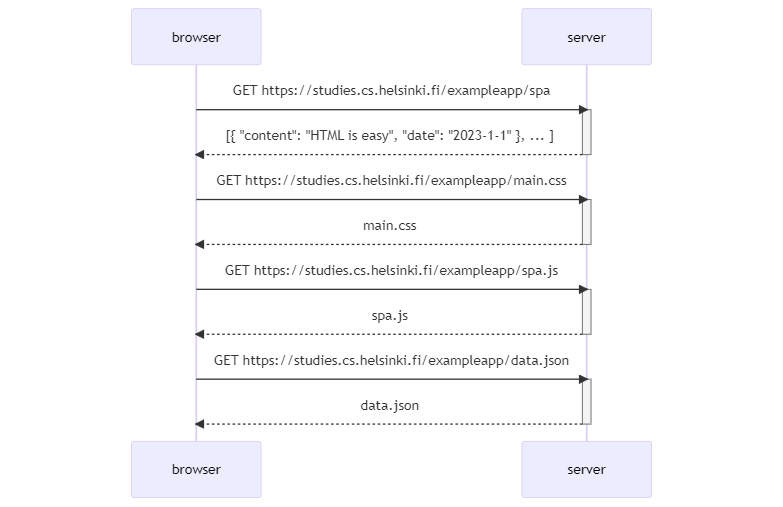 browser
server
GET https://studies.cs.helsinki.fi/exampleapp/spa
[{ "content": "HTML is easy", "date": "2023-1-1" }, ... ]
GET https://studies.cs.helsinki.fi/exampleapp/main.css
main.css
GET https://studies.cs.helsinki.fi/exampleapp/spa.js
spa.js
GET https://studies.cs.helsinki.fi/exampleapp/data.json
data.json
browser
server